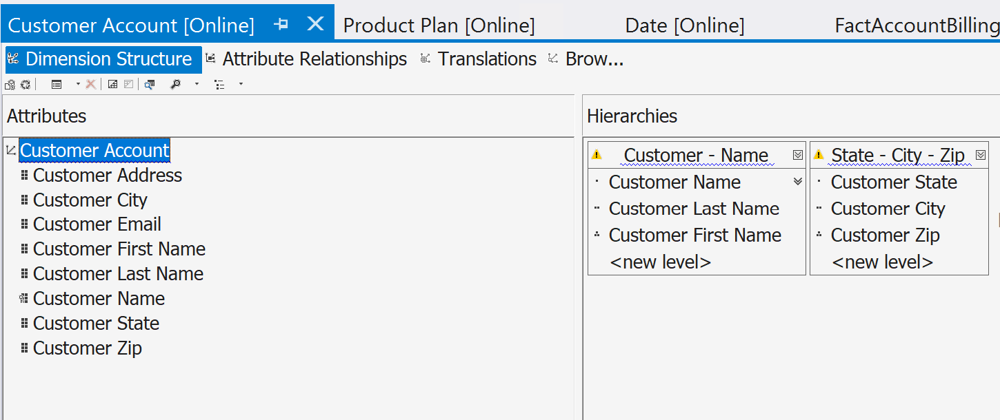 Customer Account [Online] Product Plan [Online] Date [Online] FactAccountBilling
Dimension Structure Attribute Relationships Translations Brow...
Attributes
Customer Account
Customer Address
Customer City
Customer Email
Customer First Name
Customer Last Name
Customer Name
Customer State
Customer Zip
Hierarchies
Customer - Name
Customer Name
Customer Last Name
Customer First Name
<new level>
State - City - Zip
Customer State
Customer City
Customer Zip
<new level>